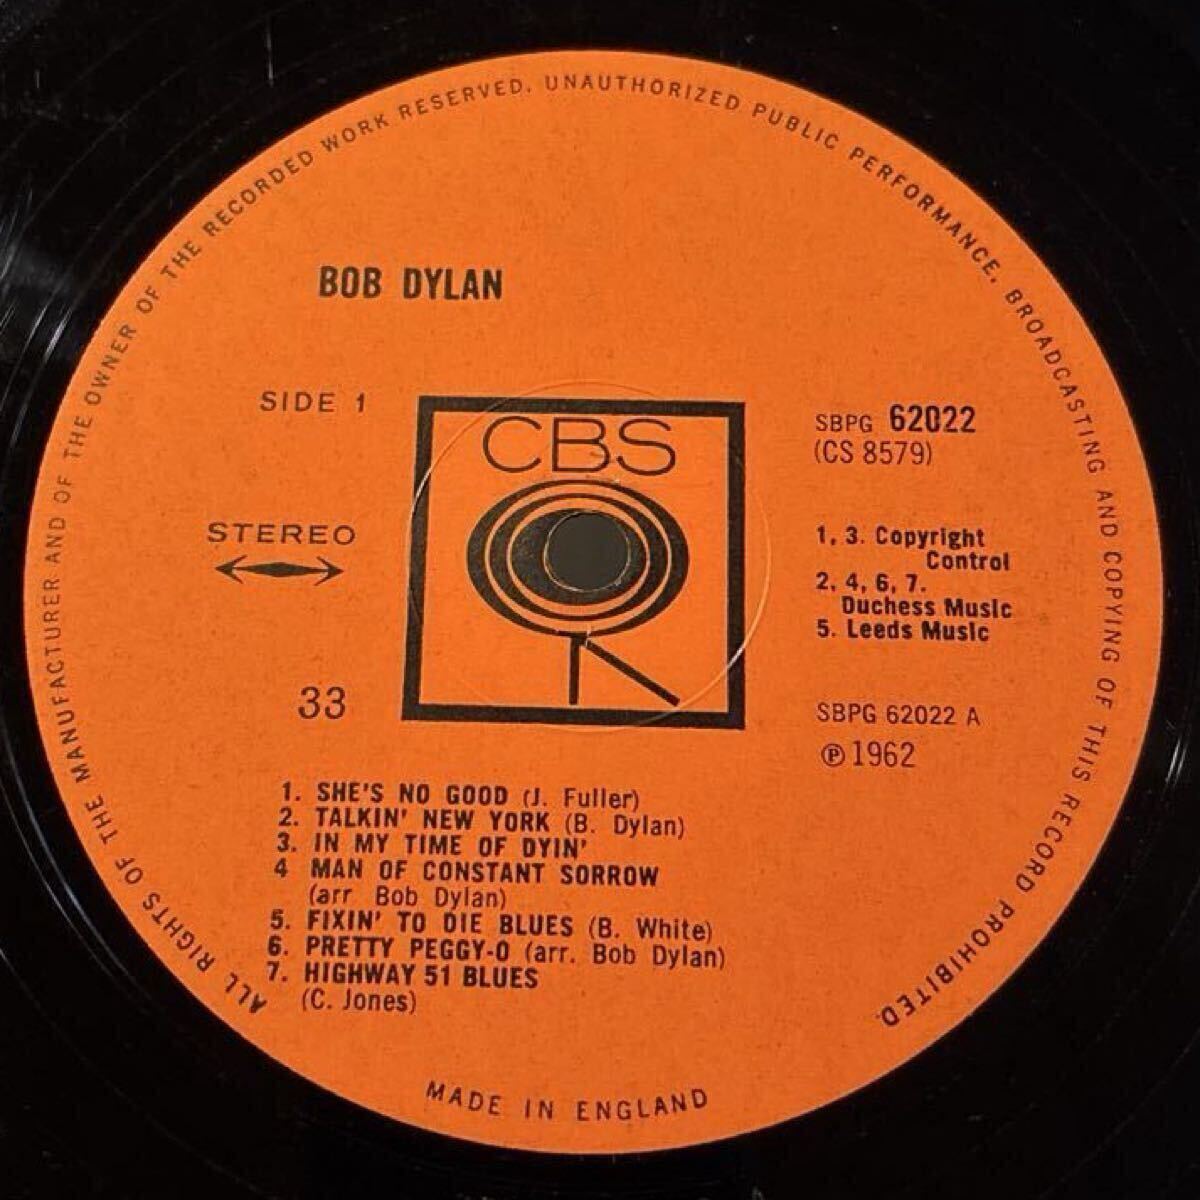 ALL RIGHTS OF THE MANUFACTURER AND OF THE OWNER OF THE RECORDED WORK RESERVED. UNAUTHORIZED PUBLIC PERFORMANCE, BROADCASTING AND COPYING OF THIS RECORD PROHIBITED.
BOB DYLAN
SIDE 1
CBS
SBPG 62022
(CS 8579)
STEREO
1, 3. Copyright
Control
2, 4, 6, 7.
Duchess Music
5. Leeds Music
33
SBPG 62022 A
℗ 1962
1. SHE'S NO GOOD (J. Fuller)
2. TALKIN' NEW YORK (B. Dylan)
3. IN MY TIME OF DYIN'
4 MAN OF CONSTANT SORROW
(arr Bob Dylan)
5. FIXIN' TO DIE BLUES (B. White)
6. PRETTY PEGGY-O (arr. Bob Dylan)
7. HIGHWAY 51 BLUES
(C. Jones)
MADE IN ENGLAND